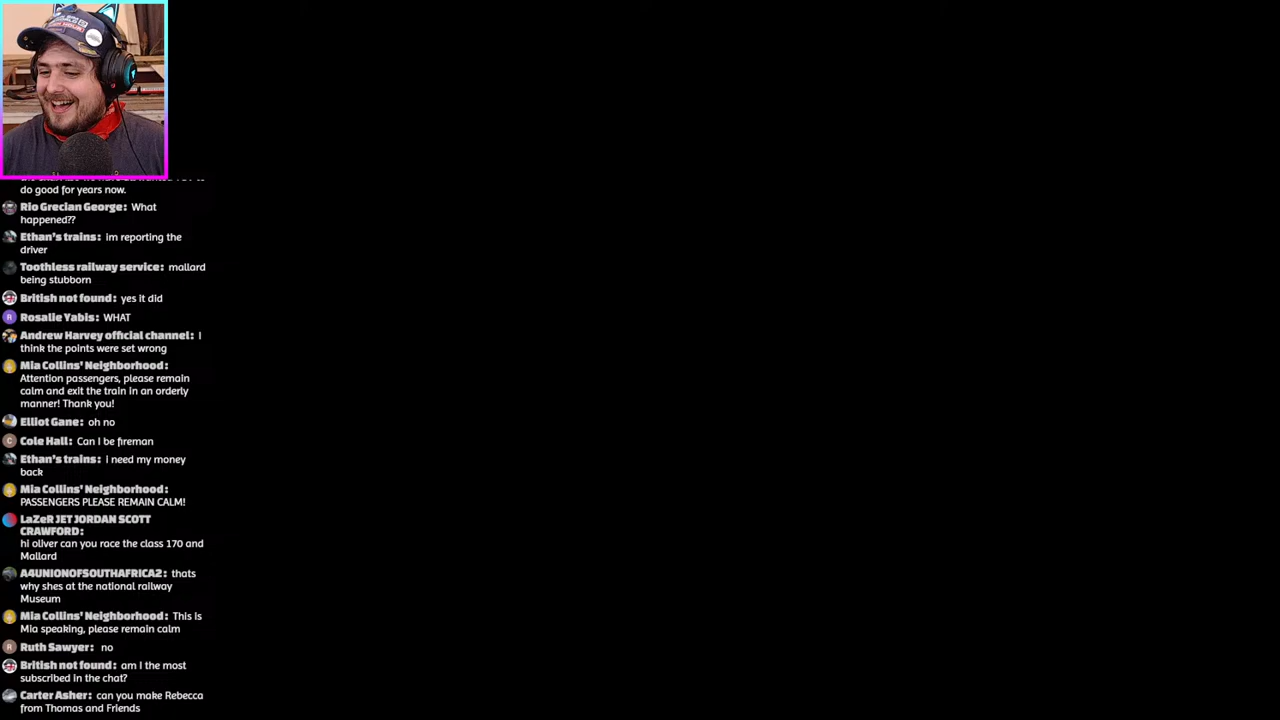 do good for years now.
Rio Grecian George: What
happened??
Ethan's trains: im reporting the
driver
Toothless railway service: mallard
being stubborn
British not found: yes it did
R Rosalie Yabis: WHAT
Andrew Harvey official channel: I
think the points were set wrong
Mia Collins' Neighborhood:
Attention passengers, please remain
calm and exit the train in an orderly
manner! Thank you!
Elliot Gane: oh no
C Cole Hall: Can I be fireman
Ethan's trains: i need my money
back
Mia Collins' Neighborhood:
PASSENGERS PLEASE REMAIN CALM!
LaZeR JET JORDAN SCOTT
CRAWFORD:
hi oliver can you race the class 170 and
Mallard
A4UNIONOFSOUTHAFRICA2: thats
why shes at the national railway
Museum
Mia Collins' Neighborhood: This is
Mia speaking, please remain calm
R Ruth Sawyer: no
British not found: am I the most
subscribed in the chat?
Carter Asher: can you make Rebecca
from Thomas and Friends